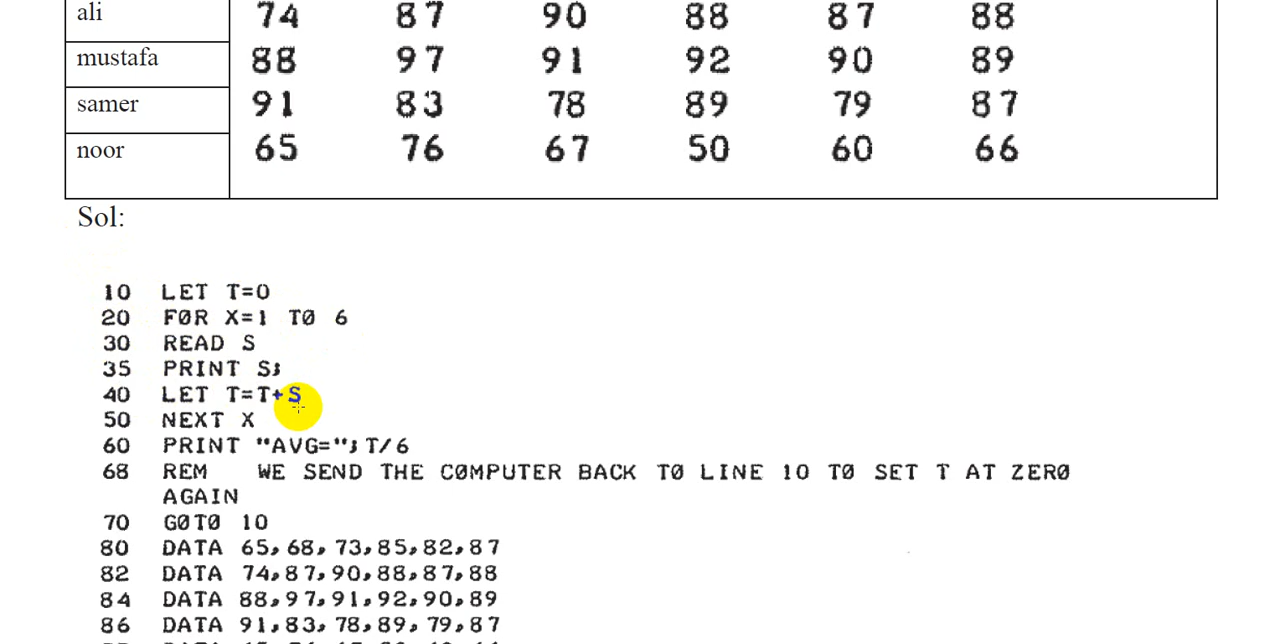 ali 74 87 90 88 87 88
mustafa 88 97 91 92 90 89
samer 91 83 78 89 79 87
noor 65 76 67 50 60 66
Sol:
10 LET T=0
20 FØR X=1 TØ 6
30 READ S
35 PRINT S;
40 LET T=T+S
50 NEXT X
60 PRINT "AVG=";T/6
68 REM WE SEND THE CØMPUTER BACK TØ LINE 10 TØ SET T AT ZERØ
AGAIN
70 GØTØ 10
80 DATA 65,68,73,85,82,87
82 DATA 74,87,90,88,87,88
84 DATA 88,97,91,92,90,89
86 DATA 91,83,78,89,79,87